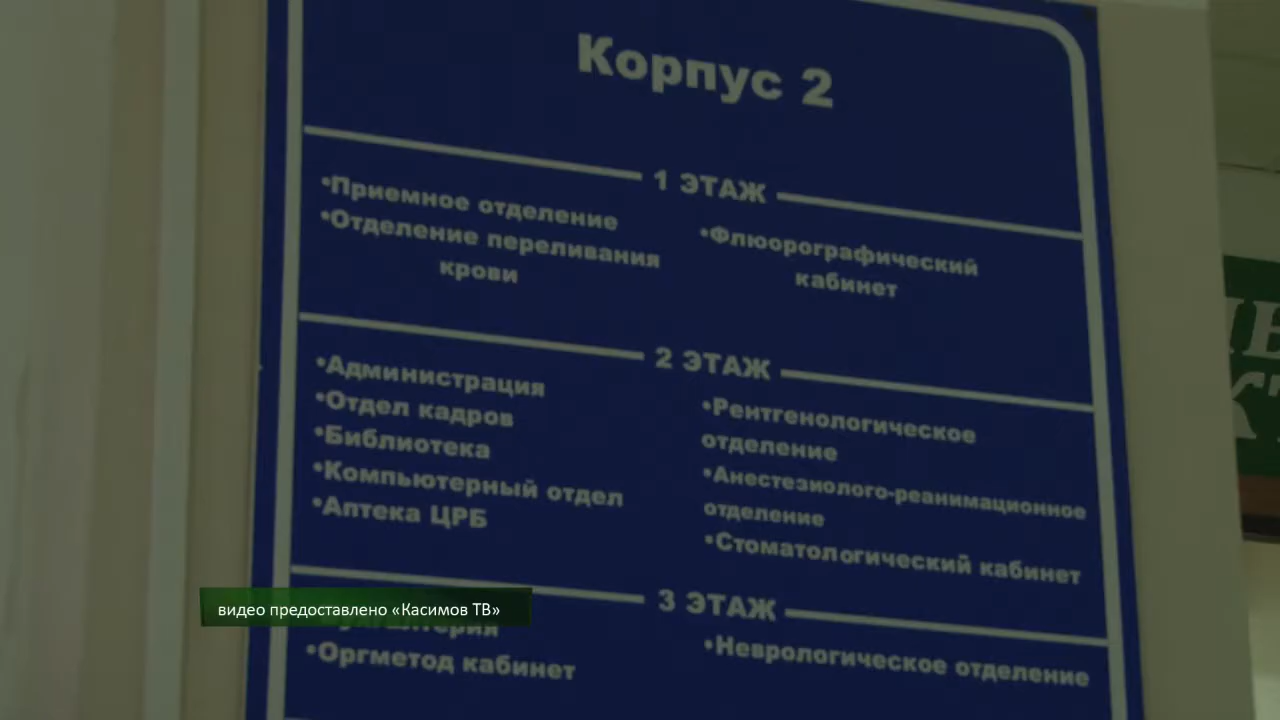 Корпус 2
1 ЭТАЖ
•Приемное отделение
•Отделение переливания
крови
•Флюорографический
кабинет
2 ЭТАЖ
•Администрация
•Отдел кадров
•Библиотека
•Компьютерный отдел
•Аптека ЦРБ
•Рентгенологическое
отделение
•Анестезиолого-реанимационное
отделение
•Стоматологический кабинет
3 ЭТАЖ
•Оргметод кабинет
•Неврологическое отделение
видео предоставлено «Касимов ТВ»